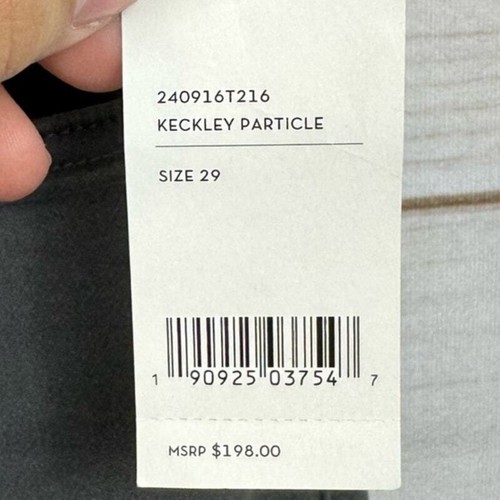 240916T216
KECKLEY PARTICLE
SIZE 29
1 90925 03754 7
MSRP $198.00